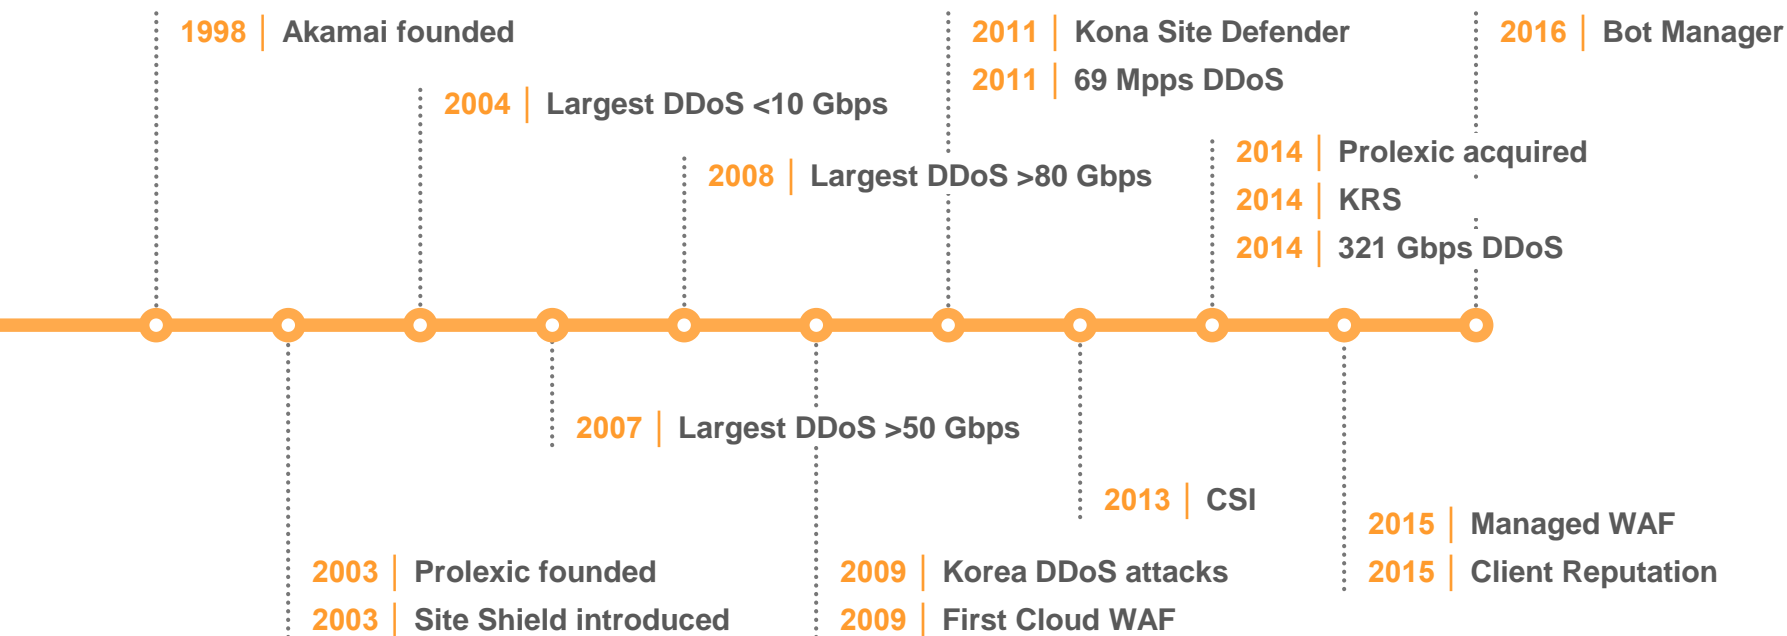 1998 | Akamai founded
2011 | Kona Site Defender
2016 | Bot Manager
2011 | 69 Mpps DDoS
2004 | Largest DDoS <10 Gbps
2014 | Prolexic acquired
2008 | Largest DDoS >80 Gbps
2014 | KRS
2014 | 321 Gbps DDoS
2007 | Largest DDoS >50 Gbps
2013 | CSI
2015 | Managed WAF
2003 | Prolexic founded
2009 | Korea DDoS attacks
2015 | Client Reputation
2003 | Site Shield introduced
2009 | First Cloud WAF